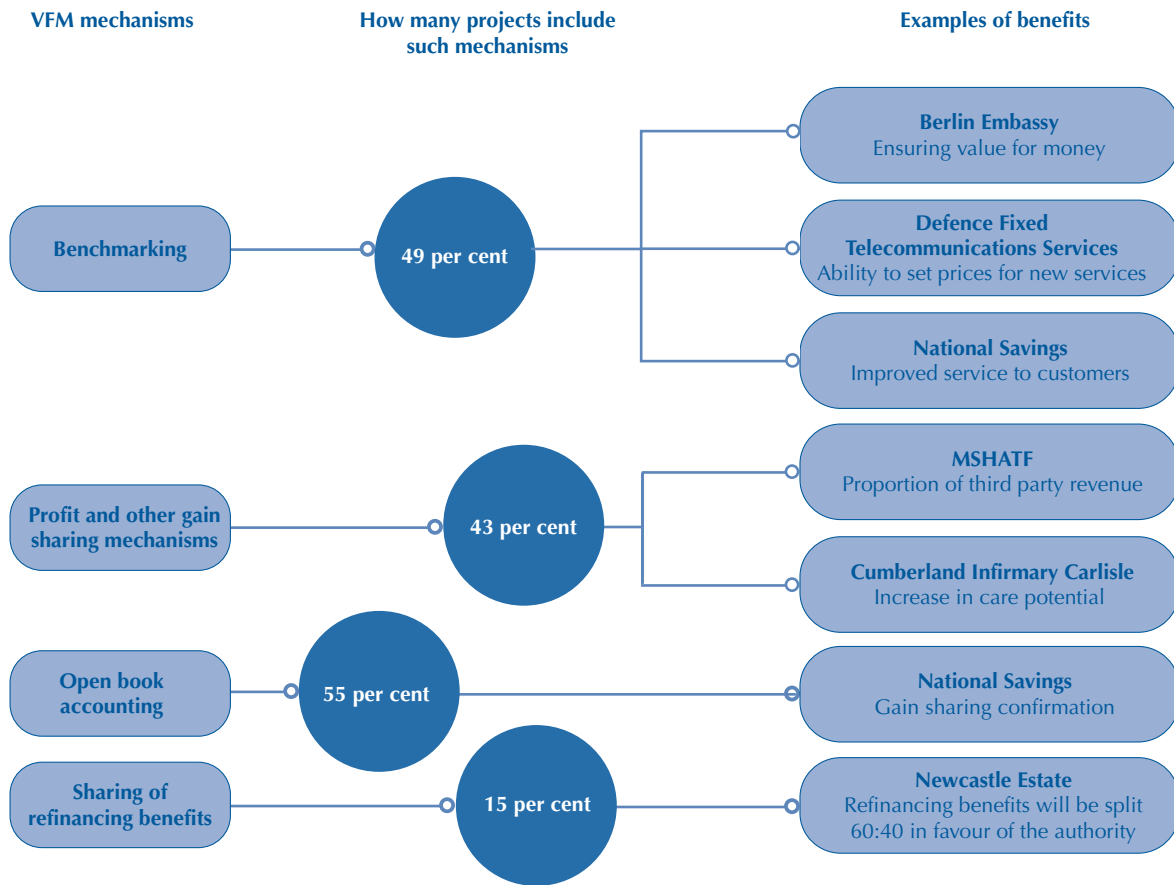 VFM mechanisms
How many projects include
such mechanisms
Examples of benefits
Benchmarking
49 per cent
Berlin Embassy
Ensuring value for money
Defence Fixed
Telecommunications Services
Ability to set prices for new services
National Savings
Improved service to customers
Profit and other gain
sharing mechanisms
43 per cent
MSHATF
Proportion of third party revenue
Cumberland Infirmary Carlisle
Increase in care potential
Open book
accounting
55 per cent
National Savings
Gain sharing confirmation
Sharing of
refinancing benefits
15 per cent
Newcastle Estate
Refinancing benefits will be split
60:40 in favour of the authority